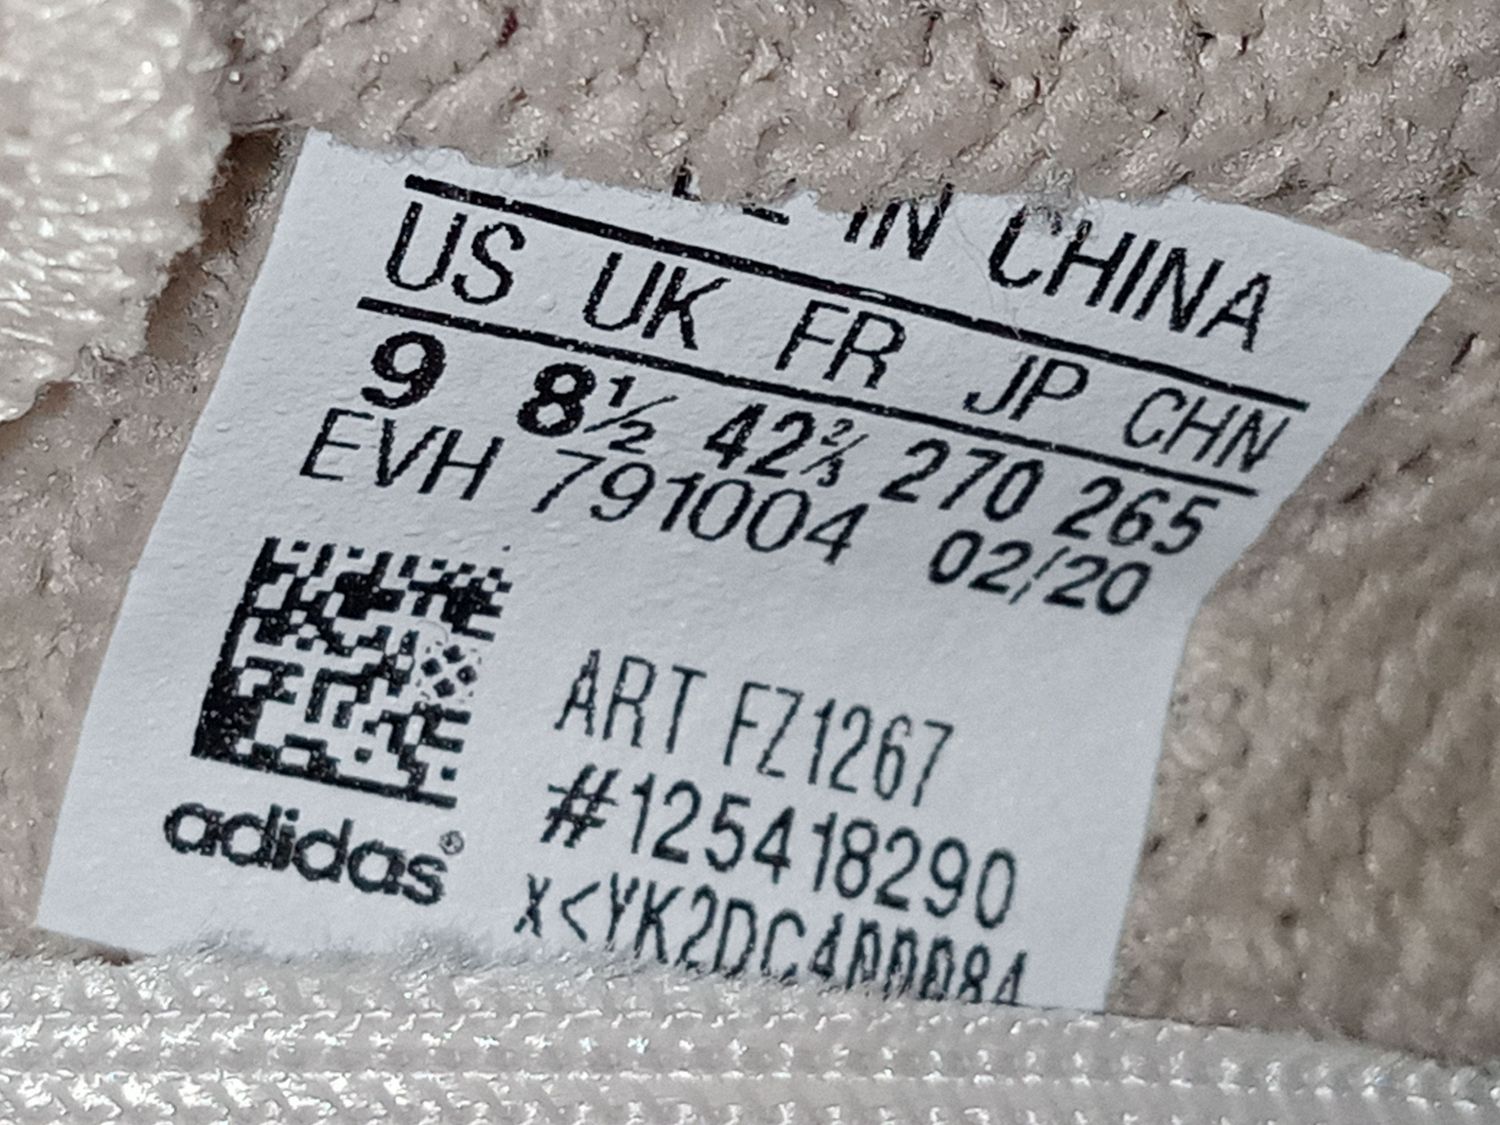 IN CHINA
US UK FR JP CHN
9 8½ 42⅔ 270 265
EVH 791004 02/20
ART FZ1267
#125418290
adidas®